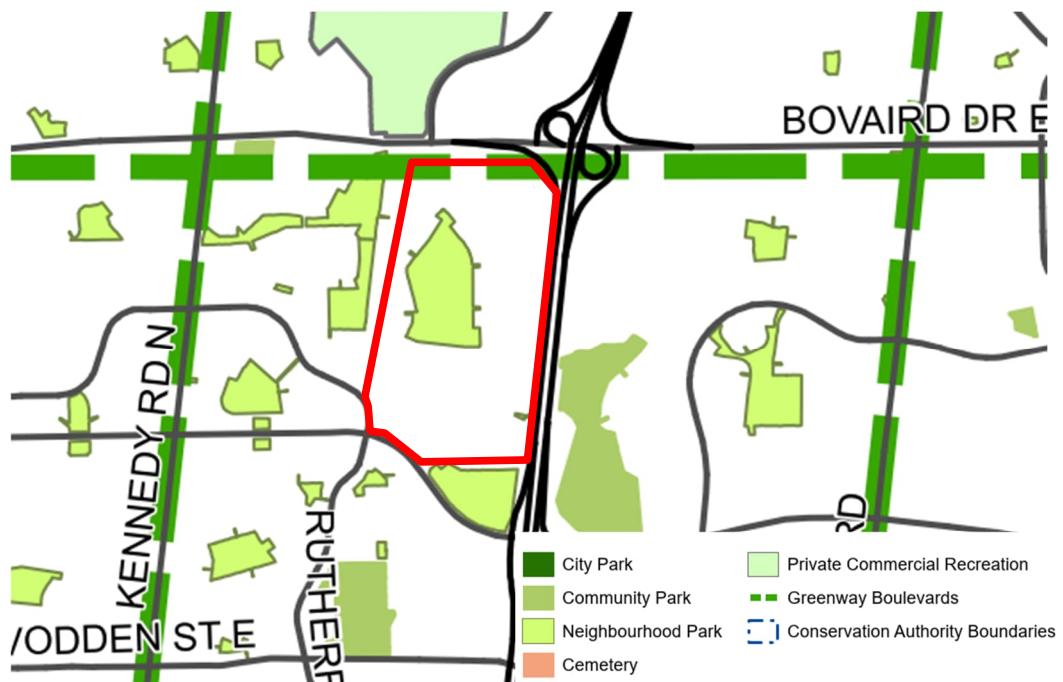 BOVAIRD DR E
KENNEDY RD N
RUTHERF
RD
VODDEN ST E
City Park
Community Park
Neighbourhood Park
Cemetery
Private Commercial Recreation
Greenway Boulevards
Conservation Authority Boundaries